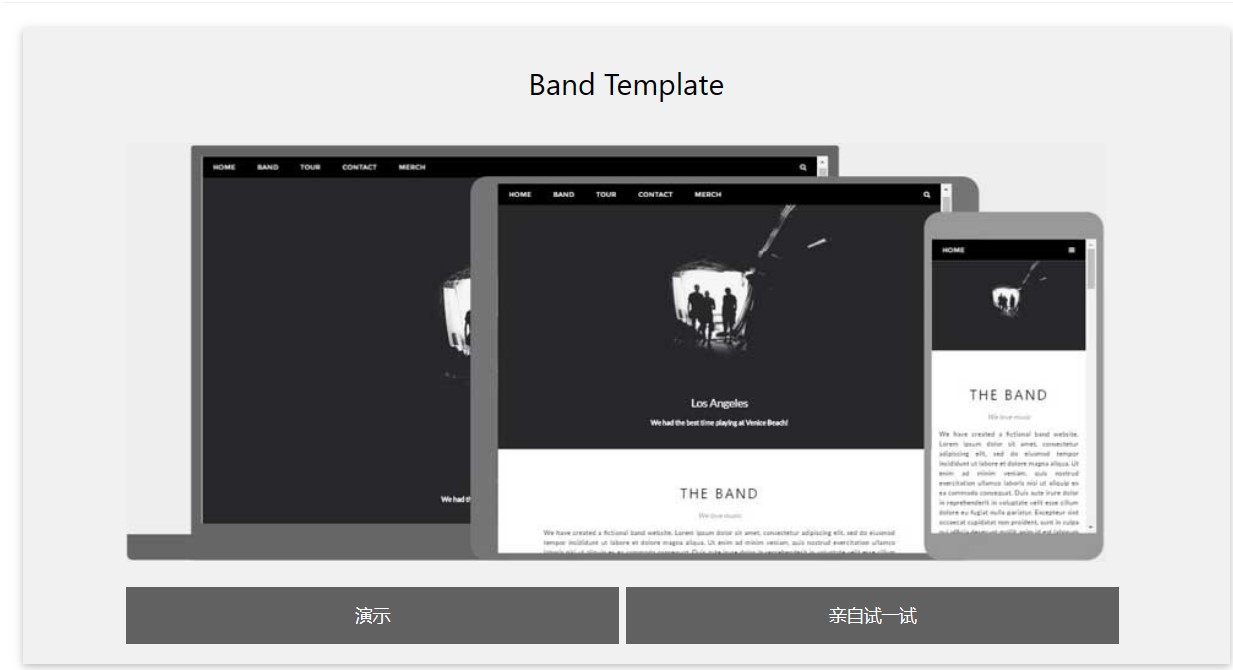 Band Template
HOME BAND TOUR CONTACT MERCH
We had th
HOME BAND TOUR CONTACT MERCH
Los Angeles
We had the best time playing at Venice Beach!
THE BAND
We love music
We have created a fictional band website. Lorem ipsum dolor sit amet, consectetur adipiscing elit, sed do eiusmod
tempor incididunt ut labore et dolore magna aliqua. Ut enim ad minim veniam, quis nostrud exercitation ullamco
HOME
THE BAND
We love music
We have created a fictional band website.
Lorem ipsum dolor sit amet, consectetur
adipiscing elit, sed do eiusmod tempor
incididunt ut labore et dolore magna aliqua. Ut
enim ad minim veniam, quis nostrud
exercitation ullamco laboris nisi ut aliquip ex
ea commodo consequat. Duis aute irure dolor
in reprehenderit in voluptate velit esse cillum
dolore eu fugiat nulla pariatur. Excepteur sint
occaecat cupidatat non proident, sunt in culpa
演示
亲自试一试